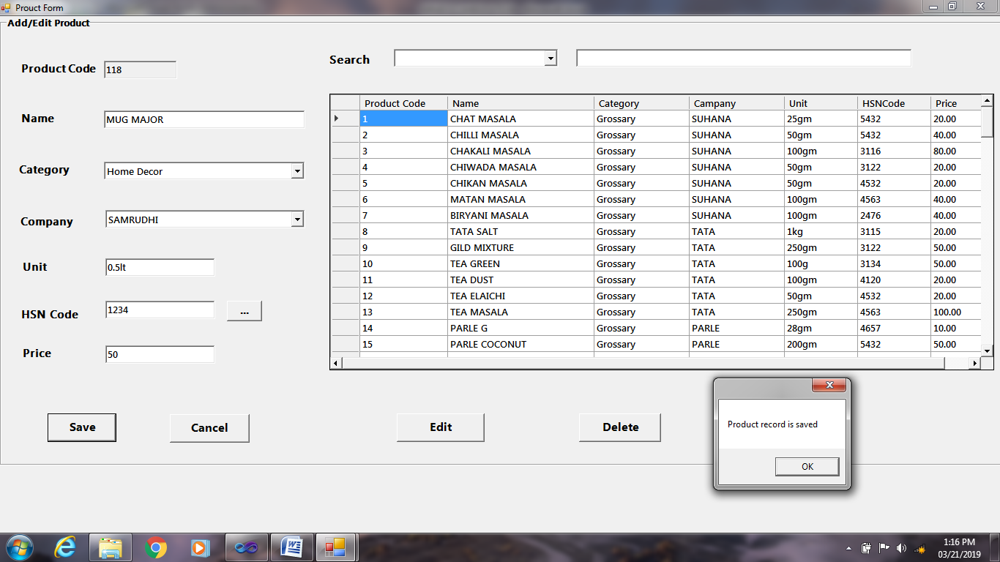 Prouct Form
Add/Edit Product
Product Code 118
Name MUG MAJOR
Category Home Decor
Company SAMRUDHI
Unit 0.5lt
HSN Code 1234 ...
Price 50
Save Cancel Edit Delete
Search
Product Code Name Category Campany Unit HSNCode Price
1 CHAT MASALA Grossary SUHANA 25gm 5432 20.00
2 CHILLI MASALA Grossary SUHANA 50gm 5432 40.00
3 CHAKALI MASALA Grossary SUHANA 100gm 3116 80.00
4 CHIWADA MASALA Grossary SUHANA 50gm 3122 20.00
5 CHIKAN MASALA Grossary SUHANA 50gm 4532 20.00
6 MATAN MASALA Grossary SUHANA 100gm 4563 40.00
7 BIRYANI MASALA Grossary SUHANA 100gm 2476 40.00
8 TATA SALT Grossary TATA 1kg 3115 20.00
9 GILD MIXTURE Grossary TATA 250gm 3122 50.00
10 TEA GREEN Grossary TATA 100g 3134 50.00
11 TEA DUST Grossary TATA 100gm 4120 20.00
12 TEA ELAICHI Grossary TATA 50gm 4532 20.00
13 TEA MASALA Grossary TATA 250gm 4563 100.00
14 PARLE G Grossary PARLE 28gm 4657 10.00
15 PARLE COCONUT Grossary PARLE 200gm 5432 50.00
Product record is saved
OK
1:16 PM
03/21/2019